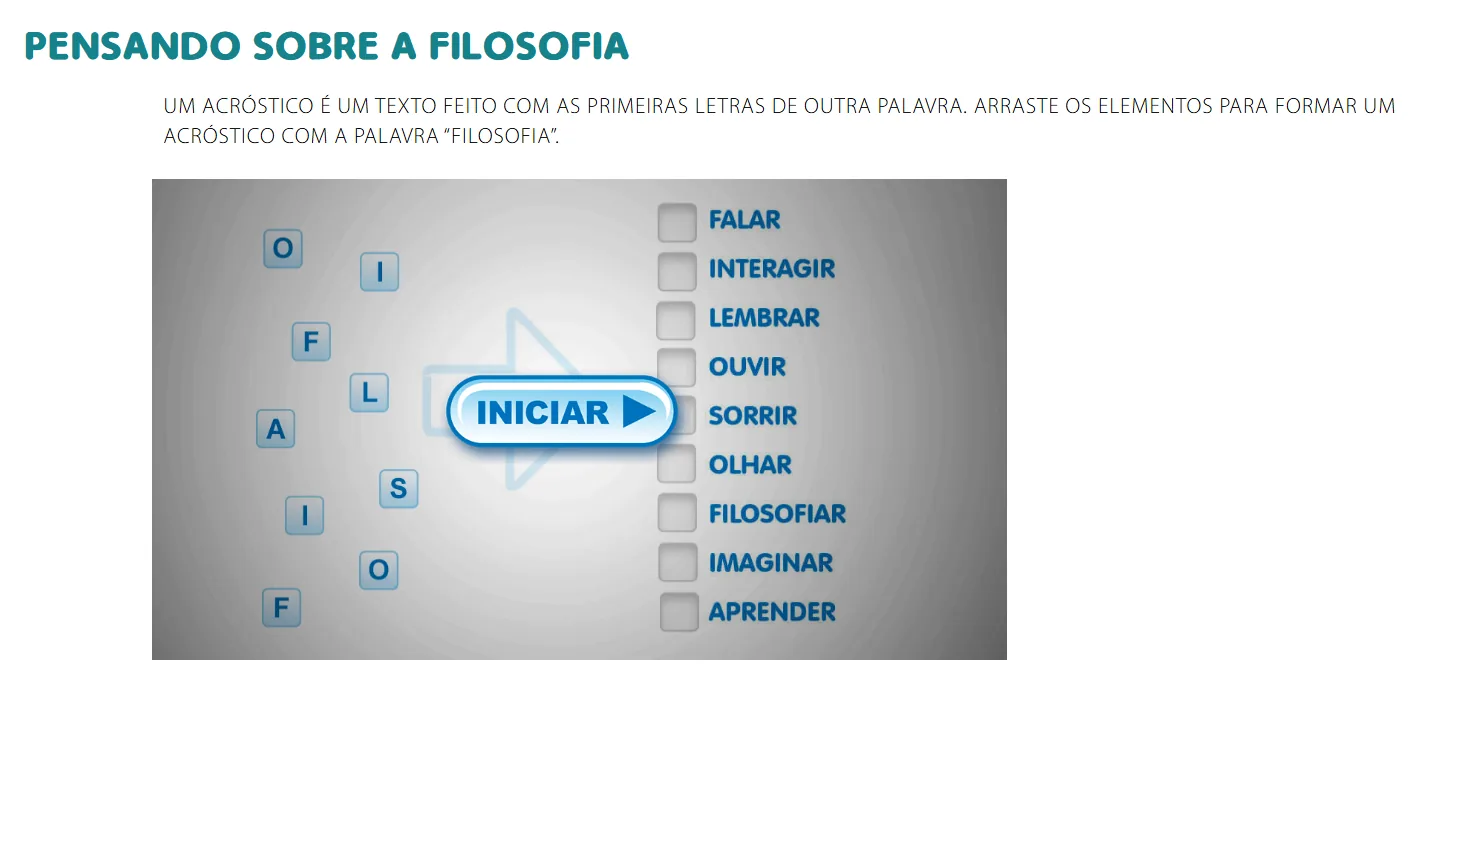 PENSANDO SOBRE A FILOSOFIA
UM ACRÓSTICO É UM TEXTO FEITO COM AS PRIMEIRAS LETRAS DE OUTRA PALAVRA. ARRASTE OS ELEMENTOS PARA FORMAR UM
ACRÓSTICO COM A PALAVRA “FILOSOFIA”.
O
I
F
L
A
S
I
O
F
INICIAR
FALAR
INTERAGIR
LEMBRAR
OUVIR
SORRIR
OLHAR
FILOSOFIAR
IMAGINAR
APRENDER